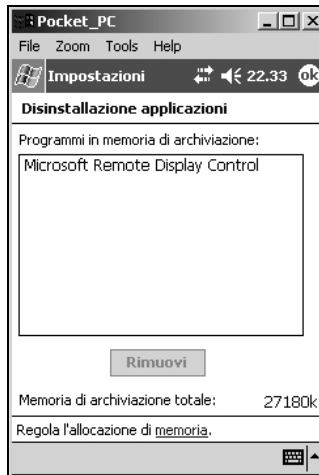 Pocket_PC
File Zoom Tools Help
Impostazioni 22.33 ok
Disinstallazione applicazioni
Programmi in memoria di archiviazione:
Microsoft Remote Display Control
Rimuovi
Memoria di archiviazione totale: 27180k
Regola l'allocazione di memoria.